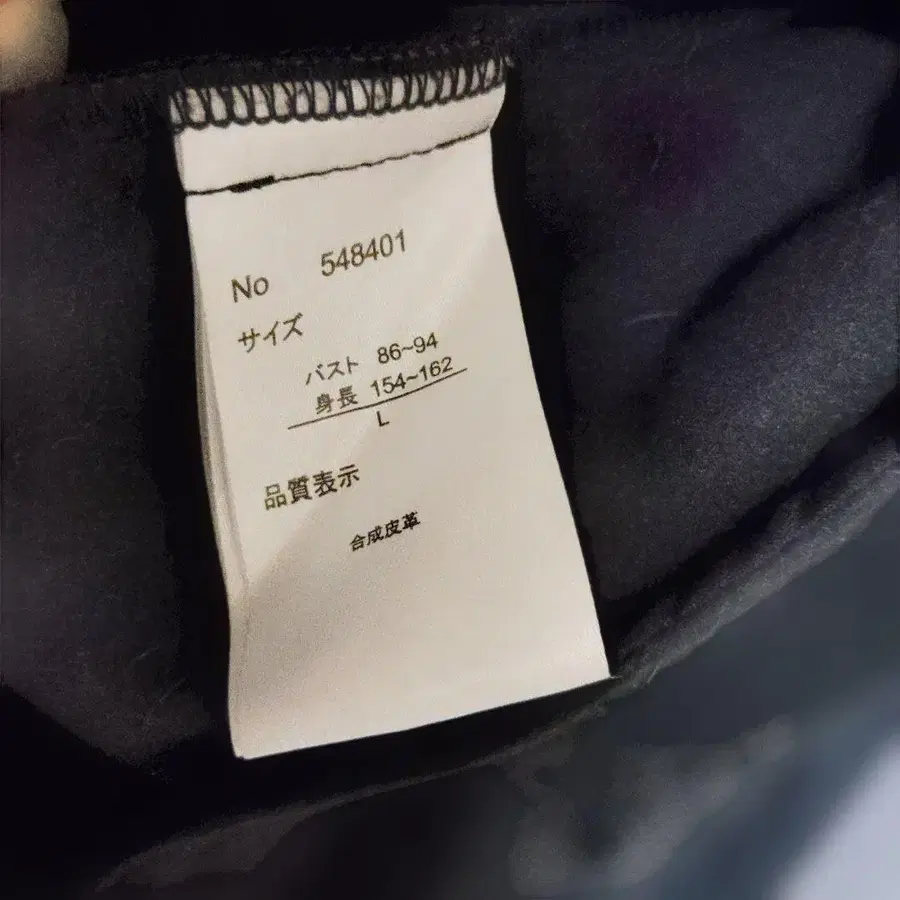 No 548401
サイズ
バスト 86~94
身長 154~162
L
品質表示
合成皮革